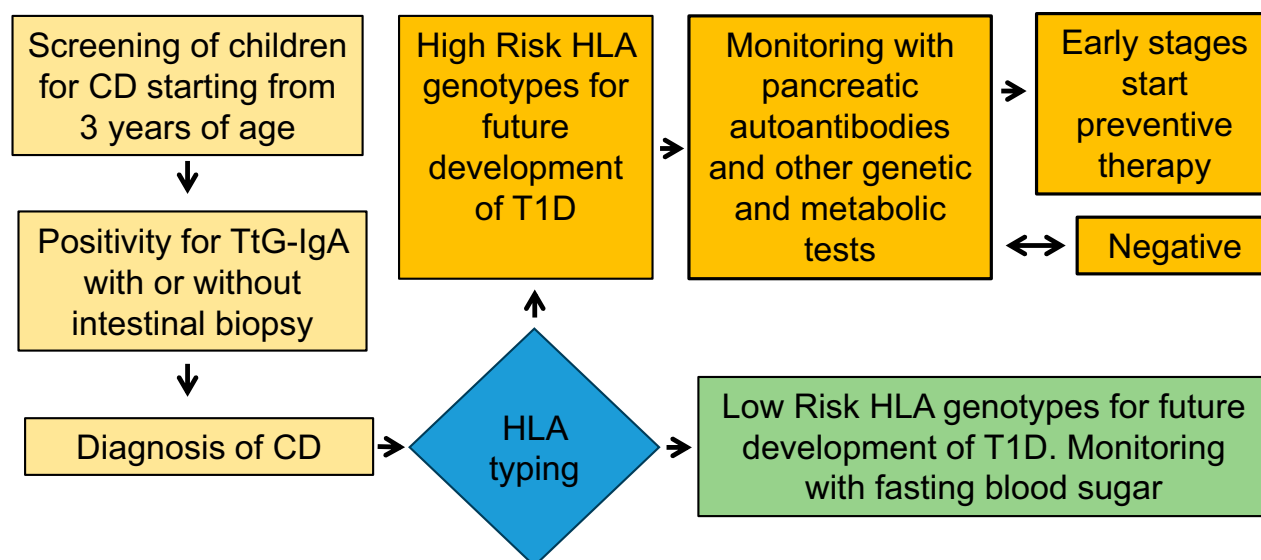 Screening of children
for CD starting from
3 years of age
Positivity for TtG-IgA
with or without
intestinal biopsy
Diagnosis of CD
HLA
typing
High Risk HLA
genotypes for
future
development
of T1D
Monitoring with
pancreatic
autoantibodies
and other genetic
and metabolic
tests
Early stages
start
preventive
therapy
Negative
Low Risk HLA genotypes for future
development of T1D. Monitoring
with fasting blood sugar